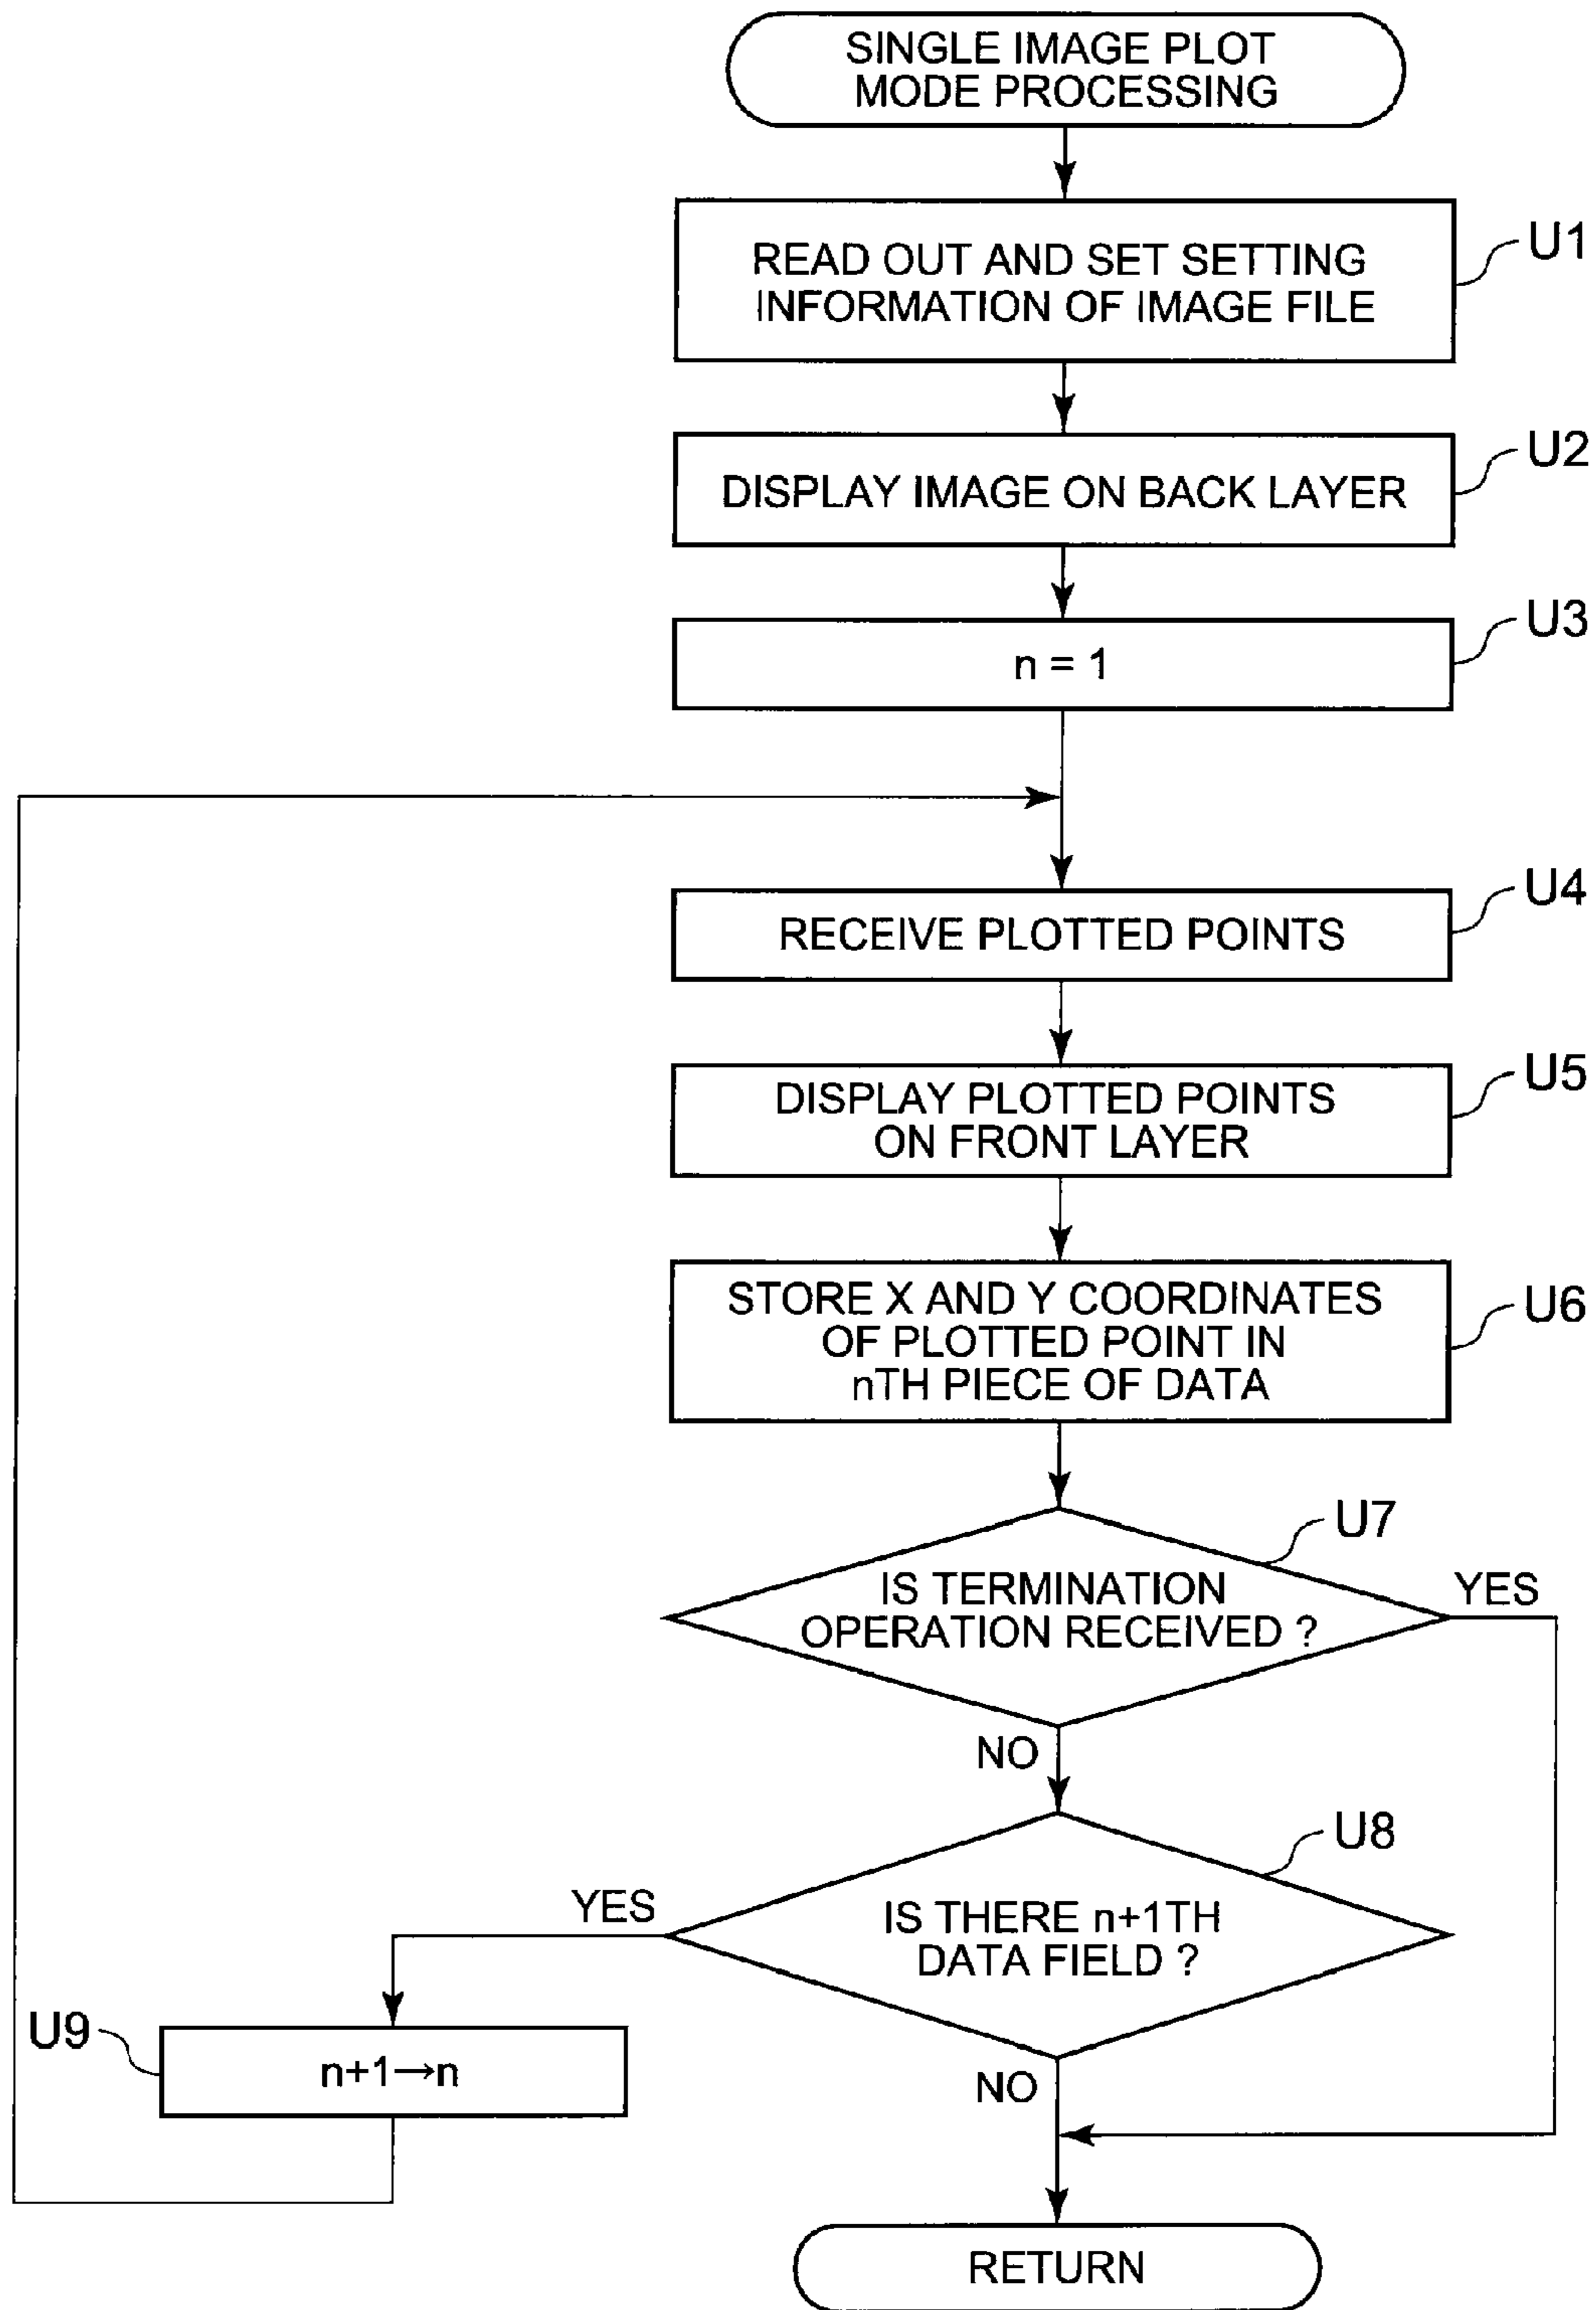 SINGLE IMAGE PLOT
MODE PROCESSING
READ OUT AND SET SETTING
INFORMATION OF IMAGE FILE
U1
DISPLAY IMAGE ON BACK LAYER
U2
n = 1
U3
RECEIVE PLOTTED POINTS
U4
DISPLAY PLOTTED POINTS
ON FRONT LAYER
U5
STORE X AND Y COORDINATES
OF PLOTTED POINT IN
nTH PIECE OF DATA
U6
U7
IS TERMINATION
OPERATION RECEIVED ?
YES
NO
U8
IS THERE n+1TH
DATA FIELD ?
YES
U9
n+1→n
NO
RETURN